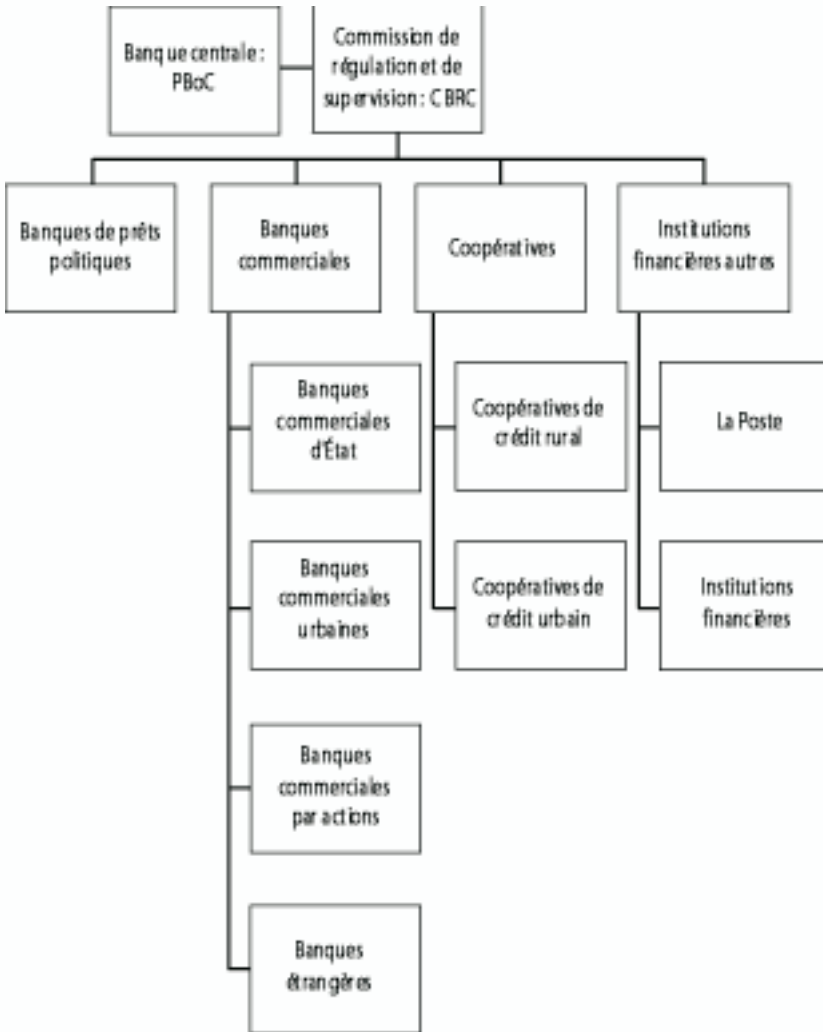 Banque centrale :
PBoC
Commission de
régulation et de
supervision : CBRC
Banques de prêts
politiques
Banques
commerciales
Coopératives
Institutions
financières autres
Banques
commerciales
d'État
Coopératives de
crédit rural
La Poste
Banques
commerciales
urbaines
Coopératives de
crédit urbain
Institutions
financières
Banques
commerciales
par actions
Banques
étrangères